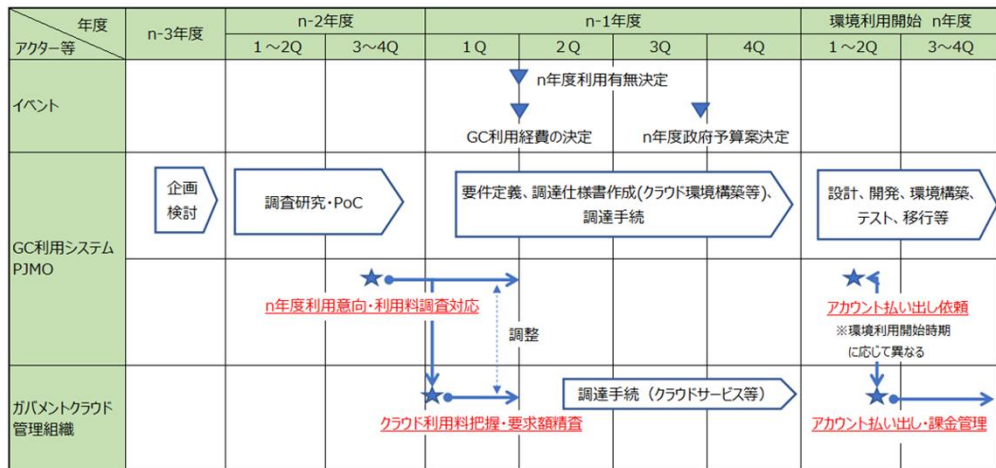 年度
アクター等
n-3年度
n-2年度
n-1年度
環境利用開始 n年度
1～2Q
3～4Q
1Q
2Q
3Q
4Q
1～2Q
3～4Q
イベント
n年度利用有無決定
GC利用経費の決定
n年度政府予算案決定
GC利用システム
PJMO
企画
検討
調査研究・PoC
要件定義、調達仕様書作成(クラウド環境構築等)、
調達手続
設計、開発、環境構築、
テスト、移行等
n年度利用意向・利用料調査対応
調整
アカウント払い出し依頼
※環境利用開始時期
に応じて異なる
ガバメントクラウド
管理組織
クラウド利用料把握・要求額精査
調達手続（クラウドサービス等）
アカウント払い出し・課金管理